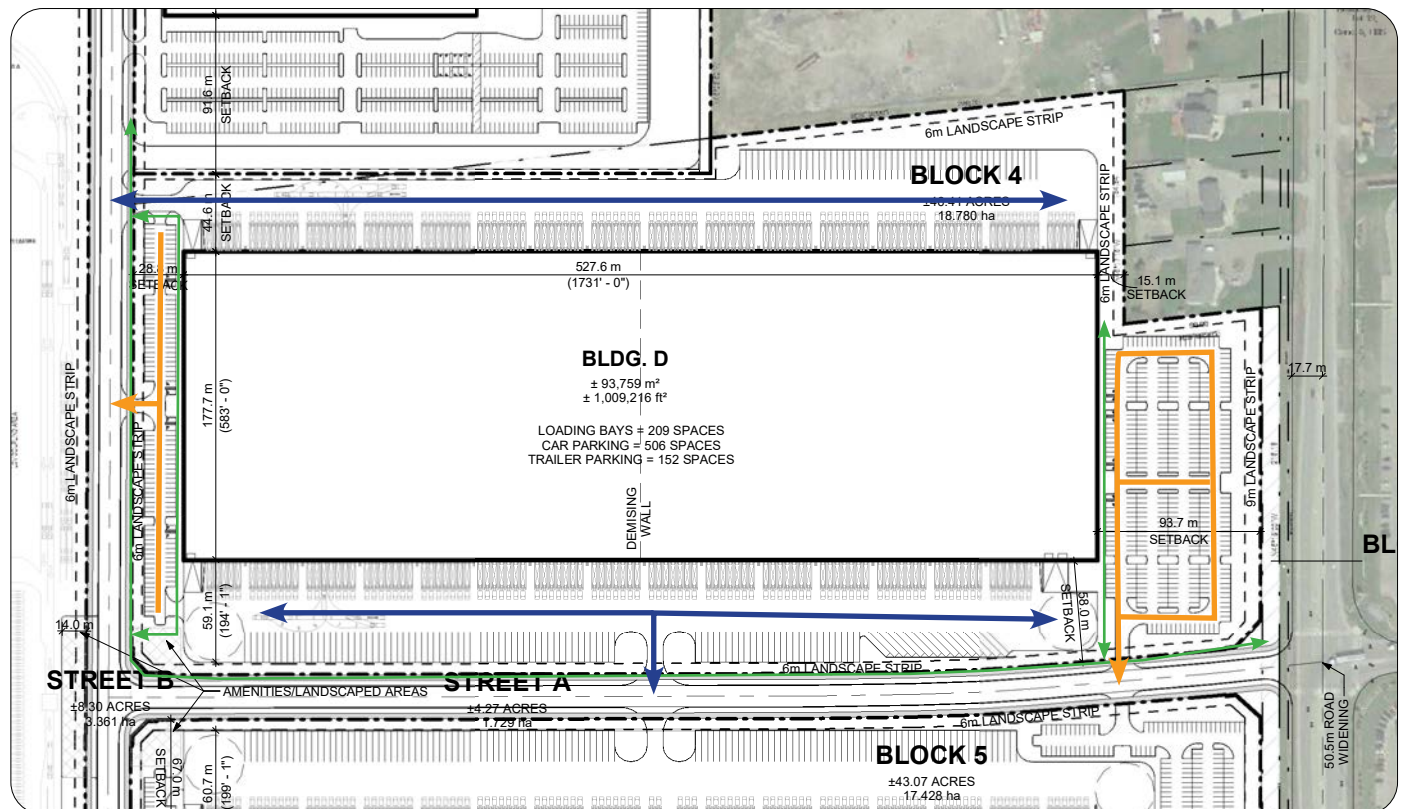 91.6 m
SETBACK
6m LANDSCAPE STRIP
BLOCK 4
18.780 ha
SETBACK
6m LANDSCAPE STRIP
527.6 m
(1731' - 0")
SETBACK
15.1 m
SETBACK
BLDG. D
± 93,759 m²
± 1,009,216 ft²
LOADING BAYS = 209 SPACES
CAR PARKING = 506 SPACES
TRAILER PARKING = 152 SPACES
177.7 m
(583' - 0")
17.7 m
6m LANDSCAPE STRIP
6m LANDSCAPE STRIP
9m LANDSCAPE STRIP
DEMISING
WALL
93.7 m
SETBACK
BL
59.1 m
(194' - 1")
SETBACK
58.0 m
14.0 m
6m LANDSCAPE STRIP
STREET B
±8.30 ACRES
3.361 ha
AMENITIES/LANDSCAPED AREAS
STREET A
±4.27 ACRES
1.729 ha
6m LANDSCAPE STRIP
50.5m ROAD
WIDENING
SETBACK
67.0 m
60.7 m
(199' - 1")
BLOCK 5
±43.07 ACRES
17.428 ha